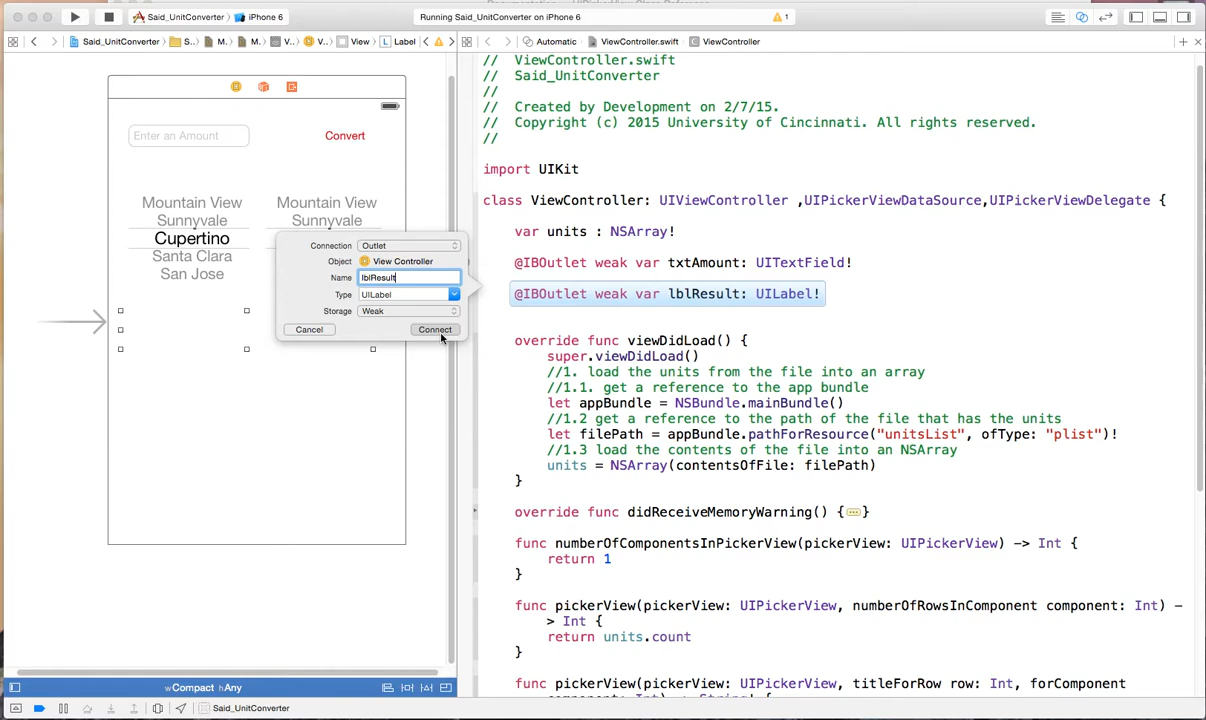 Said_UnitConverter iPhone 6
Running Said_UnitConverter on iPhone 6
1
Said_UnitConverter S... M... M... V... V... View L Label
Automatic ViewController.swift C ViewController
Enter an Amount
Convert
Mountain View
Sunnyvale
Cupertino
Santa Clara
San Jose
Mountain View
Sunnyvale
Connection Outlet
Object View Controller
Name lblResult
Type UILabel
Storage Weak
Cancel Connect
// ViewController.swift
// Said_UnitConverter
//
// Created by Development on 2/7/15.
// Copyright (c) 2015 University of Cincinnati. All rights reserved.
//
import UIKit
class ViewController: UIViewController ,UIPickerViewDataSource,UIPickerViewDelegate {
var units : NSArray!
@IBOutlet weak var txtAmount: UITextField!
@IBOutlet weak var lblResult: UILabel!
override func viewDidLoad() {
super.viewDidLoad()
//1. load the units from the file into an array
//1.1. get a reference to the app bundle
let appBundle = NSBundle.mainBundle()
//1.2 get a reference to the path of the file that has the units
let filePath = appBundle.pathForResource("unitsList", ofType: "plist")!
//1.3 load the contents of the file into an NSArray
units = NSArray(contentsOfFile: filePath)
}
override func didReceiveMemoryWarning() {...}
func numberOfComponentsInPickerView(pickerView: UIPickerView) -> Int {
return 1
}
func pickerView(pickerView: UIPickerView, numberOfRowsInComponent component: Int) -
> Int {
return units.count
}
func pickerView(pickerView: UIPickerView, titleForRow row: Int, forComponent
wCompact hAny
Said_UnitConverter